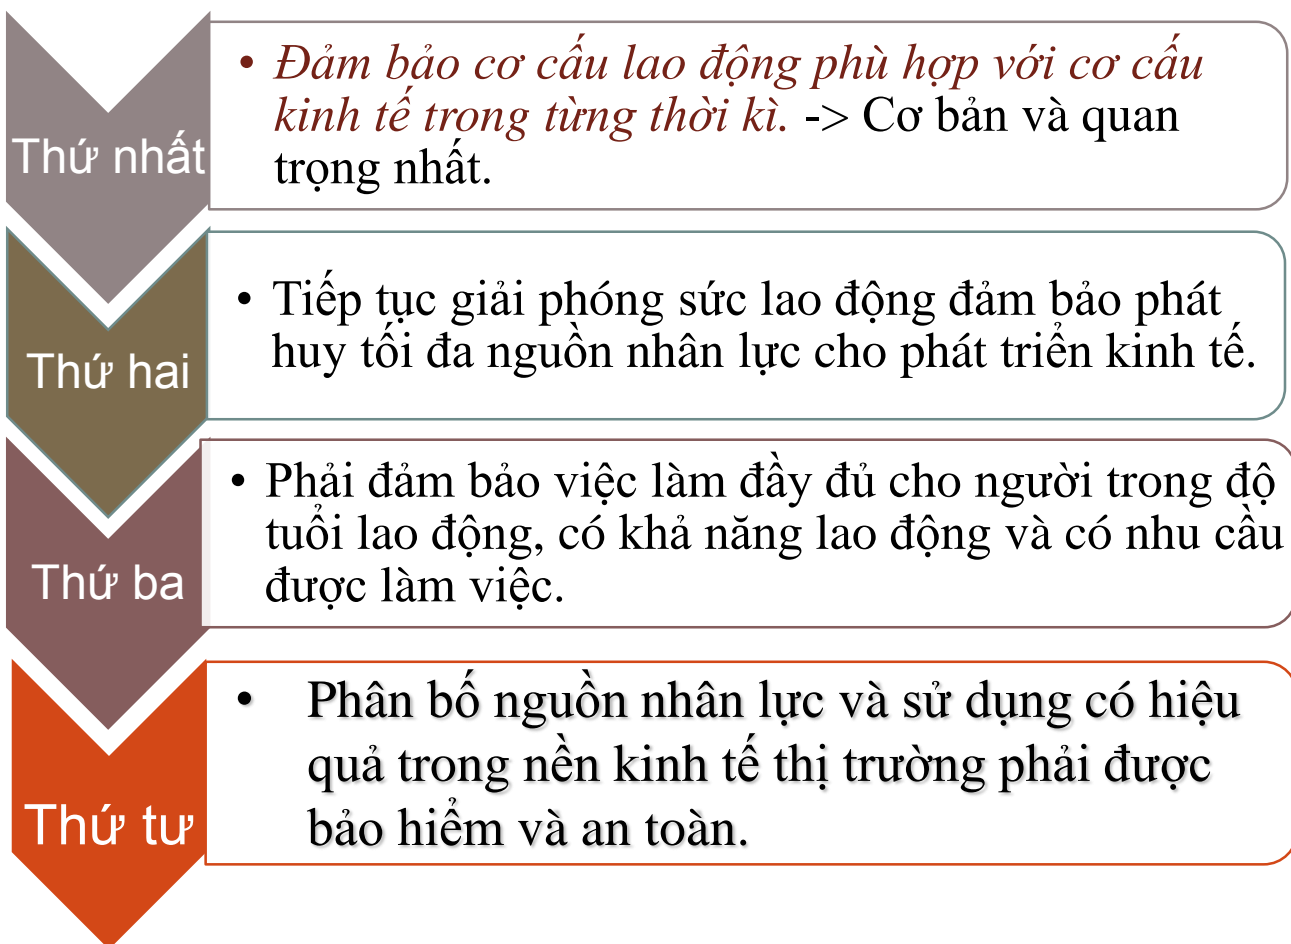 Thứ nhất
• Đảm bảo cơ cấu lao động phù hợp với cơ cấu
kinh tế trong từng thời kì. -> Cơ bản và quan
trọng nhất.
Thứ hai
• Tiếp tục giải phóng sức lao động đảm bảo phát
huy tối đa nguồn nhân lực cho phát triển kinh tế.
Thứ ba
• Phải đảm bảo việc làm đầy đủ cho người trong độ
tuổi lao động, có khả năng lao động và có nhu cầu
được làm việc.
Thứ tư
• Phân bố nguồn nhân lực và sử dụng có hiệu
quả trong nền kinh tế thị trường phải được
bảo hiểm và an toàn.